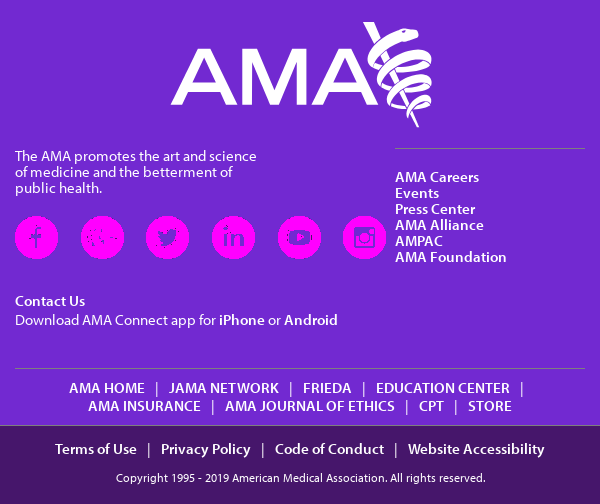 AMA
The AMA promotes the art and science
of medicine and the betterment of
public health.
AMA Careers
Events
Press Center
AMA Alliance
AMPAC
AMA Foundation
Contact Us
Download AMA Connect app for iPhone or Android
AMA HOME | JAMA NETWORK | FRIEDA | EDUCATION CENTER |
AMA INSURANCE | AMA JOURNAL OF ETHICS | CPT | STORE
Terms of Use | Privacy Policy | Code of Conduct | Website Accessibility
Copyright 1995 - 2019 American Medical Association. All rights reserved.